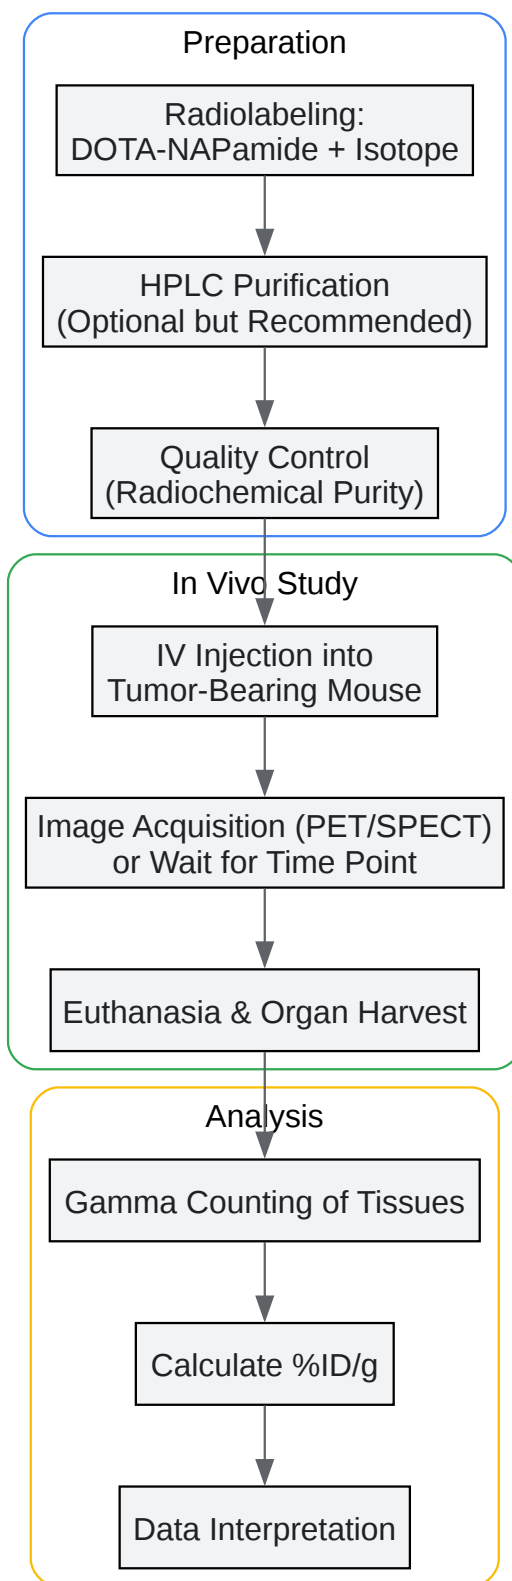 Preparation
Radiolabeling:
DOTA-NAPamide + Isotope
HPLC Purification
(Optional but Recommended)
Quality Control
(Radiochemical Purity)
In Vivo Study
IV Injection into
Tumor-Bearing Mouse
Image Acquisition (PET/SPECT)
or Wait for Time Point
Euthanasia & Organ Harvest
Analysis
Gamma Counting of Tissues
Calculate %ID/g
Data Interpretation